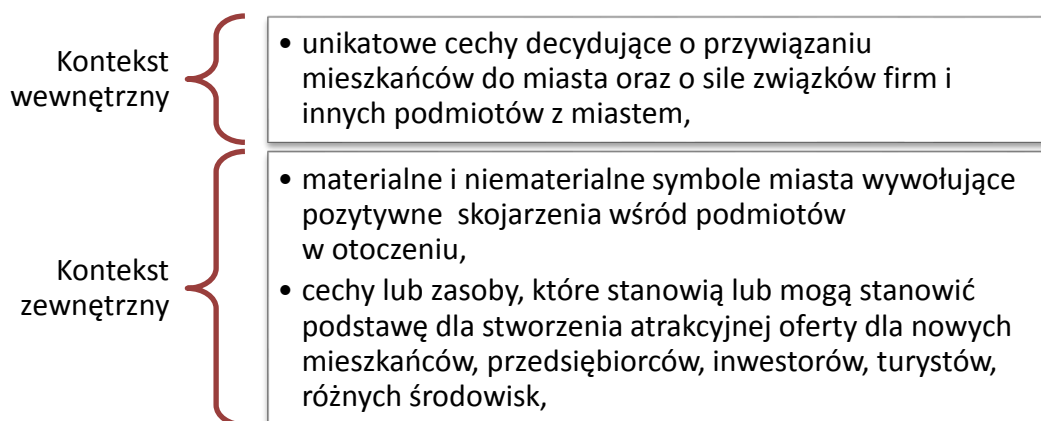 Kontekst
wewnętrzny
• unikatowe cechy decydujące o przywiązaniu
mieszkańców do miasta oraz o sile związków firm i
innych podmiotów z miastem,
Kontekst
zewnętrzny
• materialne i niematerialne symbole miasta wywołujące
pozytywne skojarzenia wśród podmiotów
w otoczeniu,
• cechy lub zasoby, które stanowią lub mogą stanowić
podstawę dla stworzenia atrakcyjnej oferty dla nowych
mieszkańców, przedsiębiorców, inwestorów, turystów,
różnych środowisk,